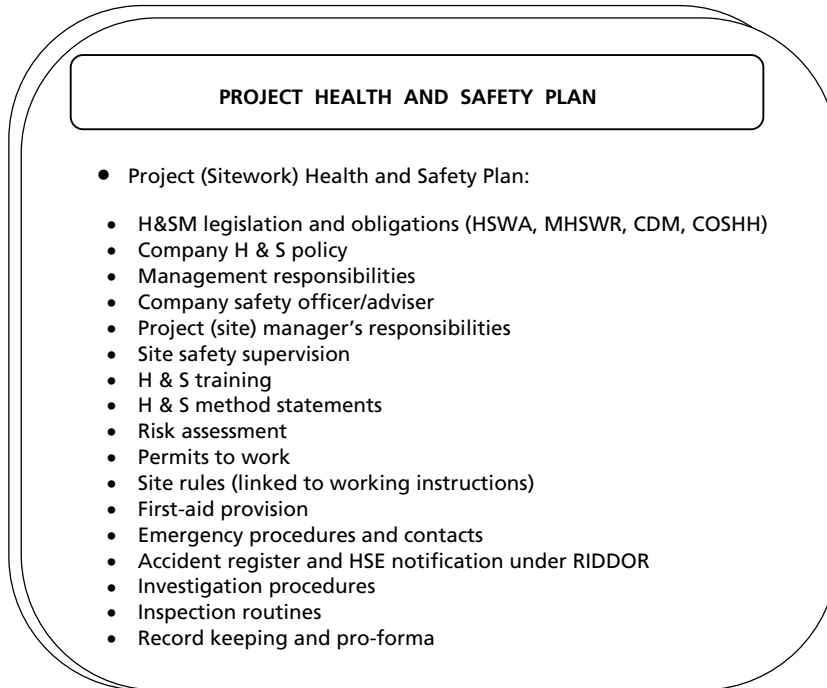 PROJECT HEALTH AND SAFETY PLAN
• Project (Sitework) Health and Safety Plan:
• H&SM legislation and obligations (HSWA, MHSWR, CDM, COSHH)
• Company H & S policy
• Management responsibilities
• Company safety officer/adviser
• Project (site) manager’s responsibilities
• Site safety supervision
• H & S training
• H & S method statements
• Risk assessment
• Permits to work
• Site rules (linked to working instructions)
• First-aid provision
• Emergency procedures and contacts
• Accident register and HSE notification under RIDDOR
• Investigation procedures
• Inspection routines
• Record keeping and pro-forma